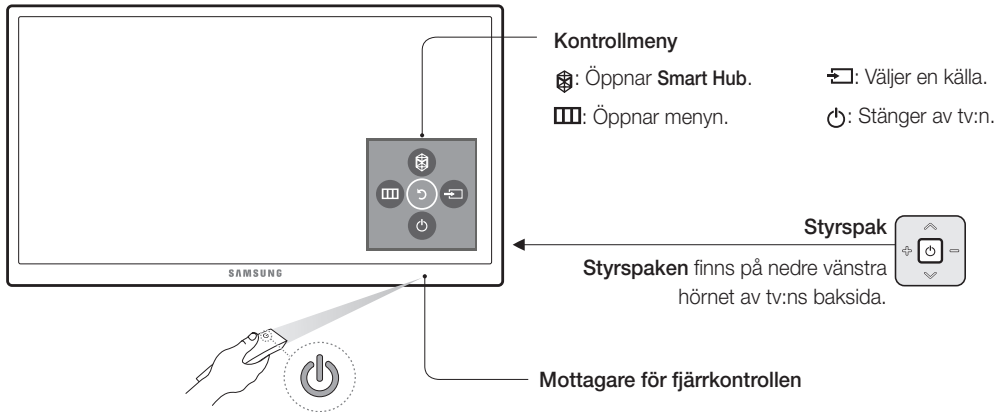 Kontrollmeny
: Öppnar Smart Hub.
: Väljer en källa.
: Öppnar menyn.
: Stänger av tv:n.
Styrspak
Styrspaken finns på nedre vänstra
hörnet av tv:ns baksida.
SAMSUNG
Mottagare för fjärrkontrollen